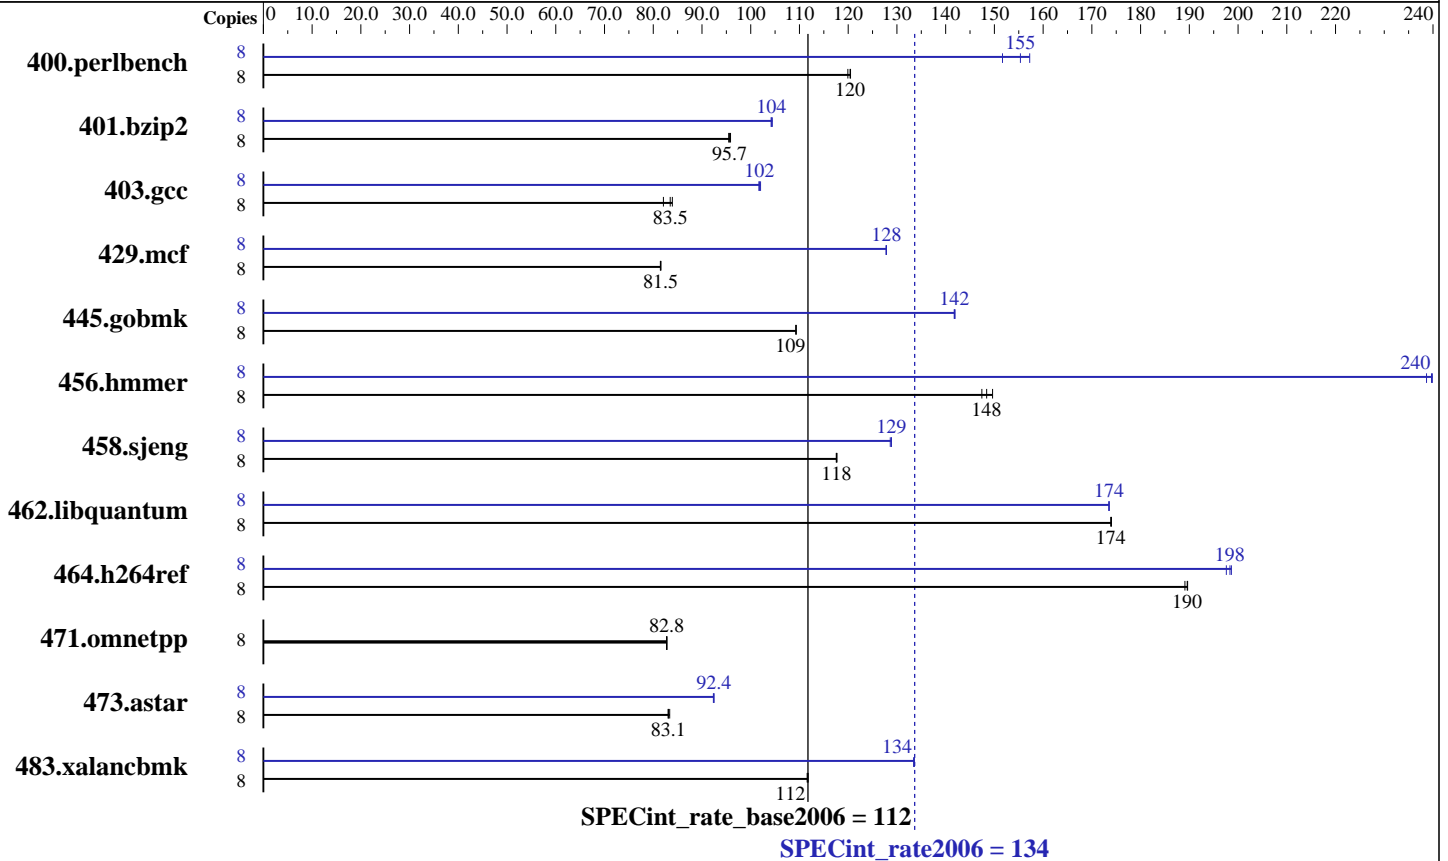 Copies 0 10.0 20.0 30.0 40.0 50.0 60.0 70.0 80.0 90.0 100 110 120 130 140 150 160 170 180 190 200 210 220 240
400.perlbench 8 155
8 120
401.bzip2 8 104
8 95.7
403.gcc 8 102
8 83.5
429.mcf 8 128
8 81.5
445.gobmk 8 142
8 109
456.hmmer 8 240
8 148
458.sjeng 8 129
8 118
462.libquantum 8 174
8 174
464.h264ref 8 198
8 190
471.omnetpp 8 82.8
473.astar 8 92.4
8 83.1
483.xalancbmk 8 134
8 112
SPECint_rate_base2006 = 112
SPECint_rate2006 = 134